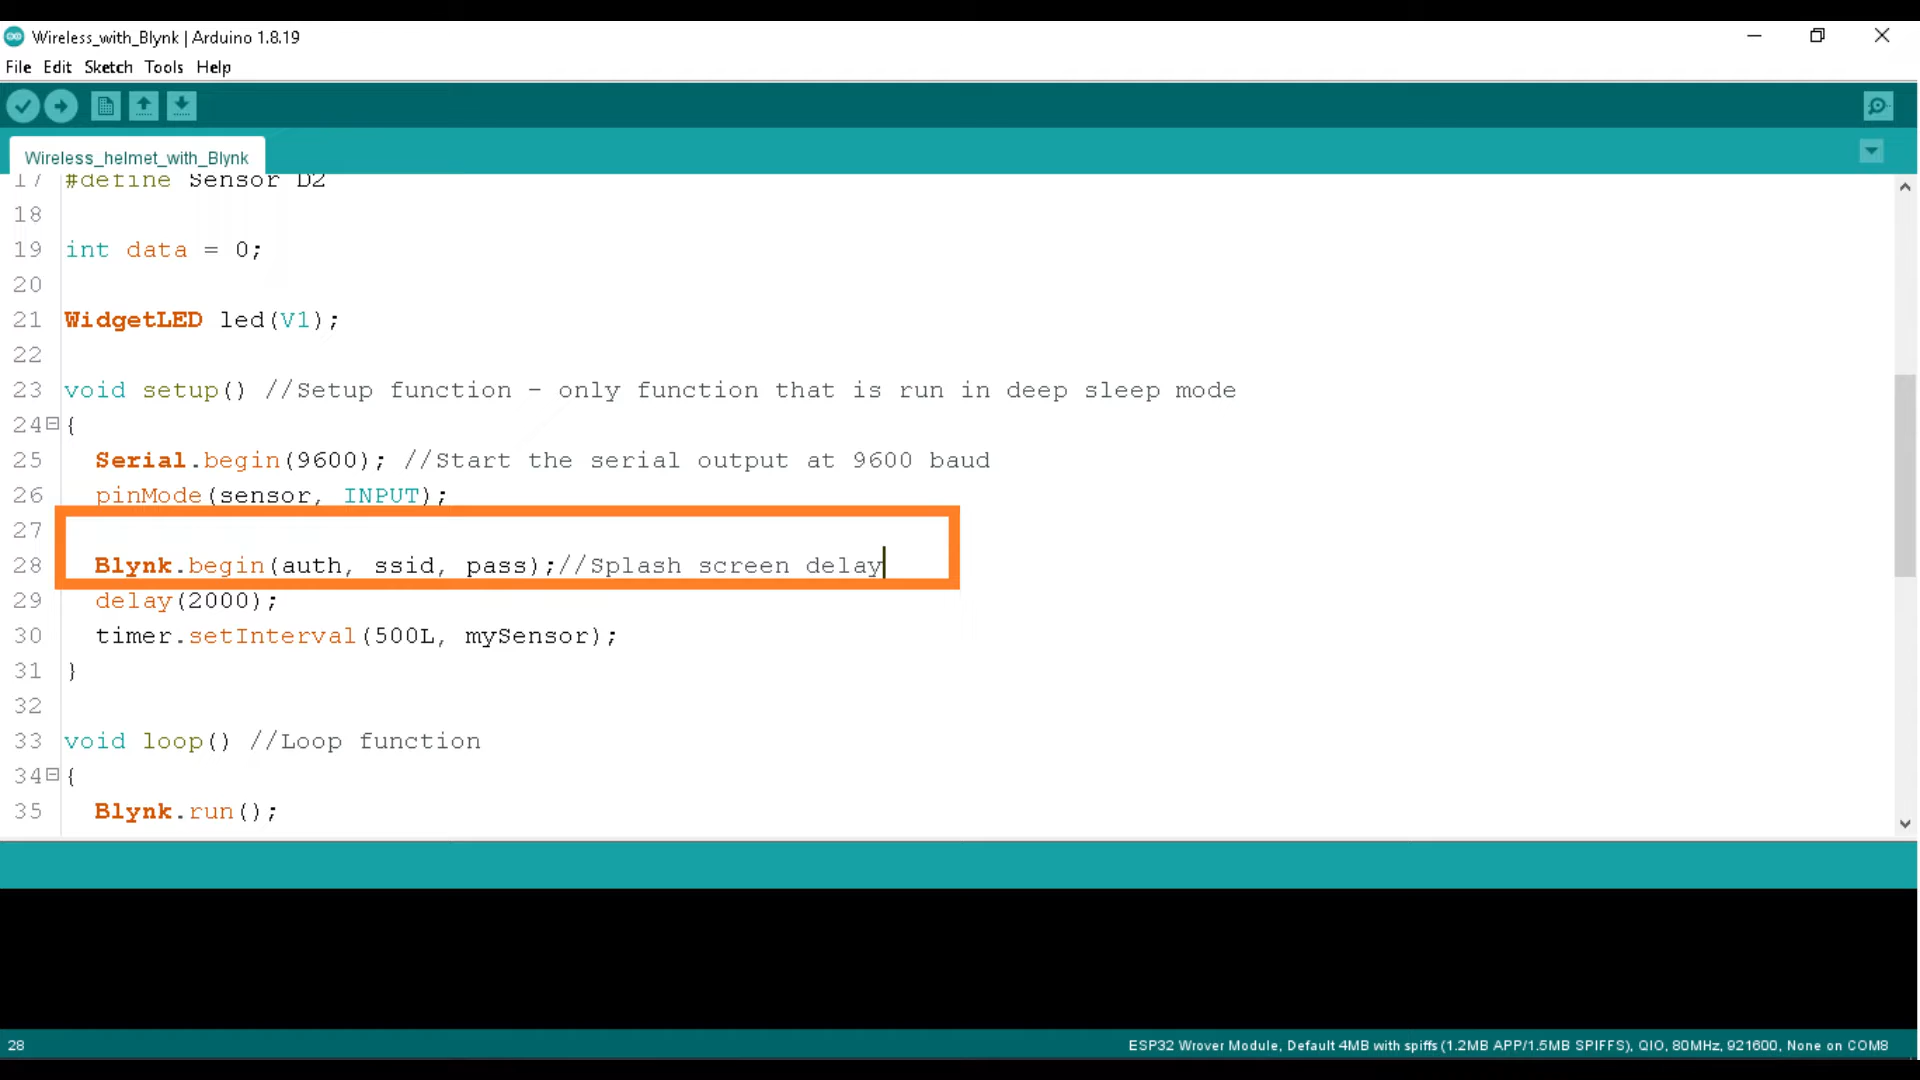 Wireless_with_Blynk | Arduino 1.8.19
File Edit Sketch Tools Help
Wireless_helmet_with_Blynk
17 #define Sensor D2
18
19 int data = 0;
20
21 WidgetLED led(V1);
22
23 void setup() //Setup function - only function that is run in deep sleep mode
24 {
25 Serial.begin(9600); //Start the serial output at 9600 baud
26 pinMode(sensor, INPUT);
27
28 Blynk.begin(auth, ssid, pass);//Splash screen delay
29 delay(2000);
30 timer.setInterval(500L, mySensor);
31 }
32
33 void loop() //Loop function
34 {
35 Blynk.run();
28 ESP32 Wrover Module, Default 4MB with spiffs (1.2MB APP/1.5MB SPIFFS), QIO, 80MHz, 921600, None on COM8